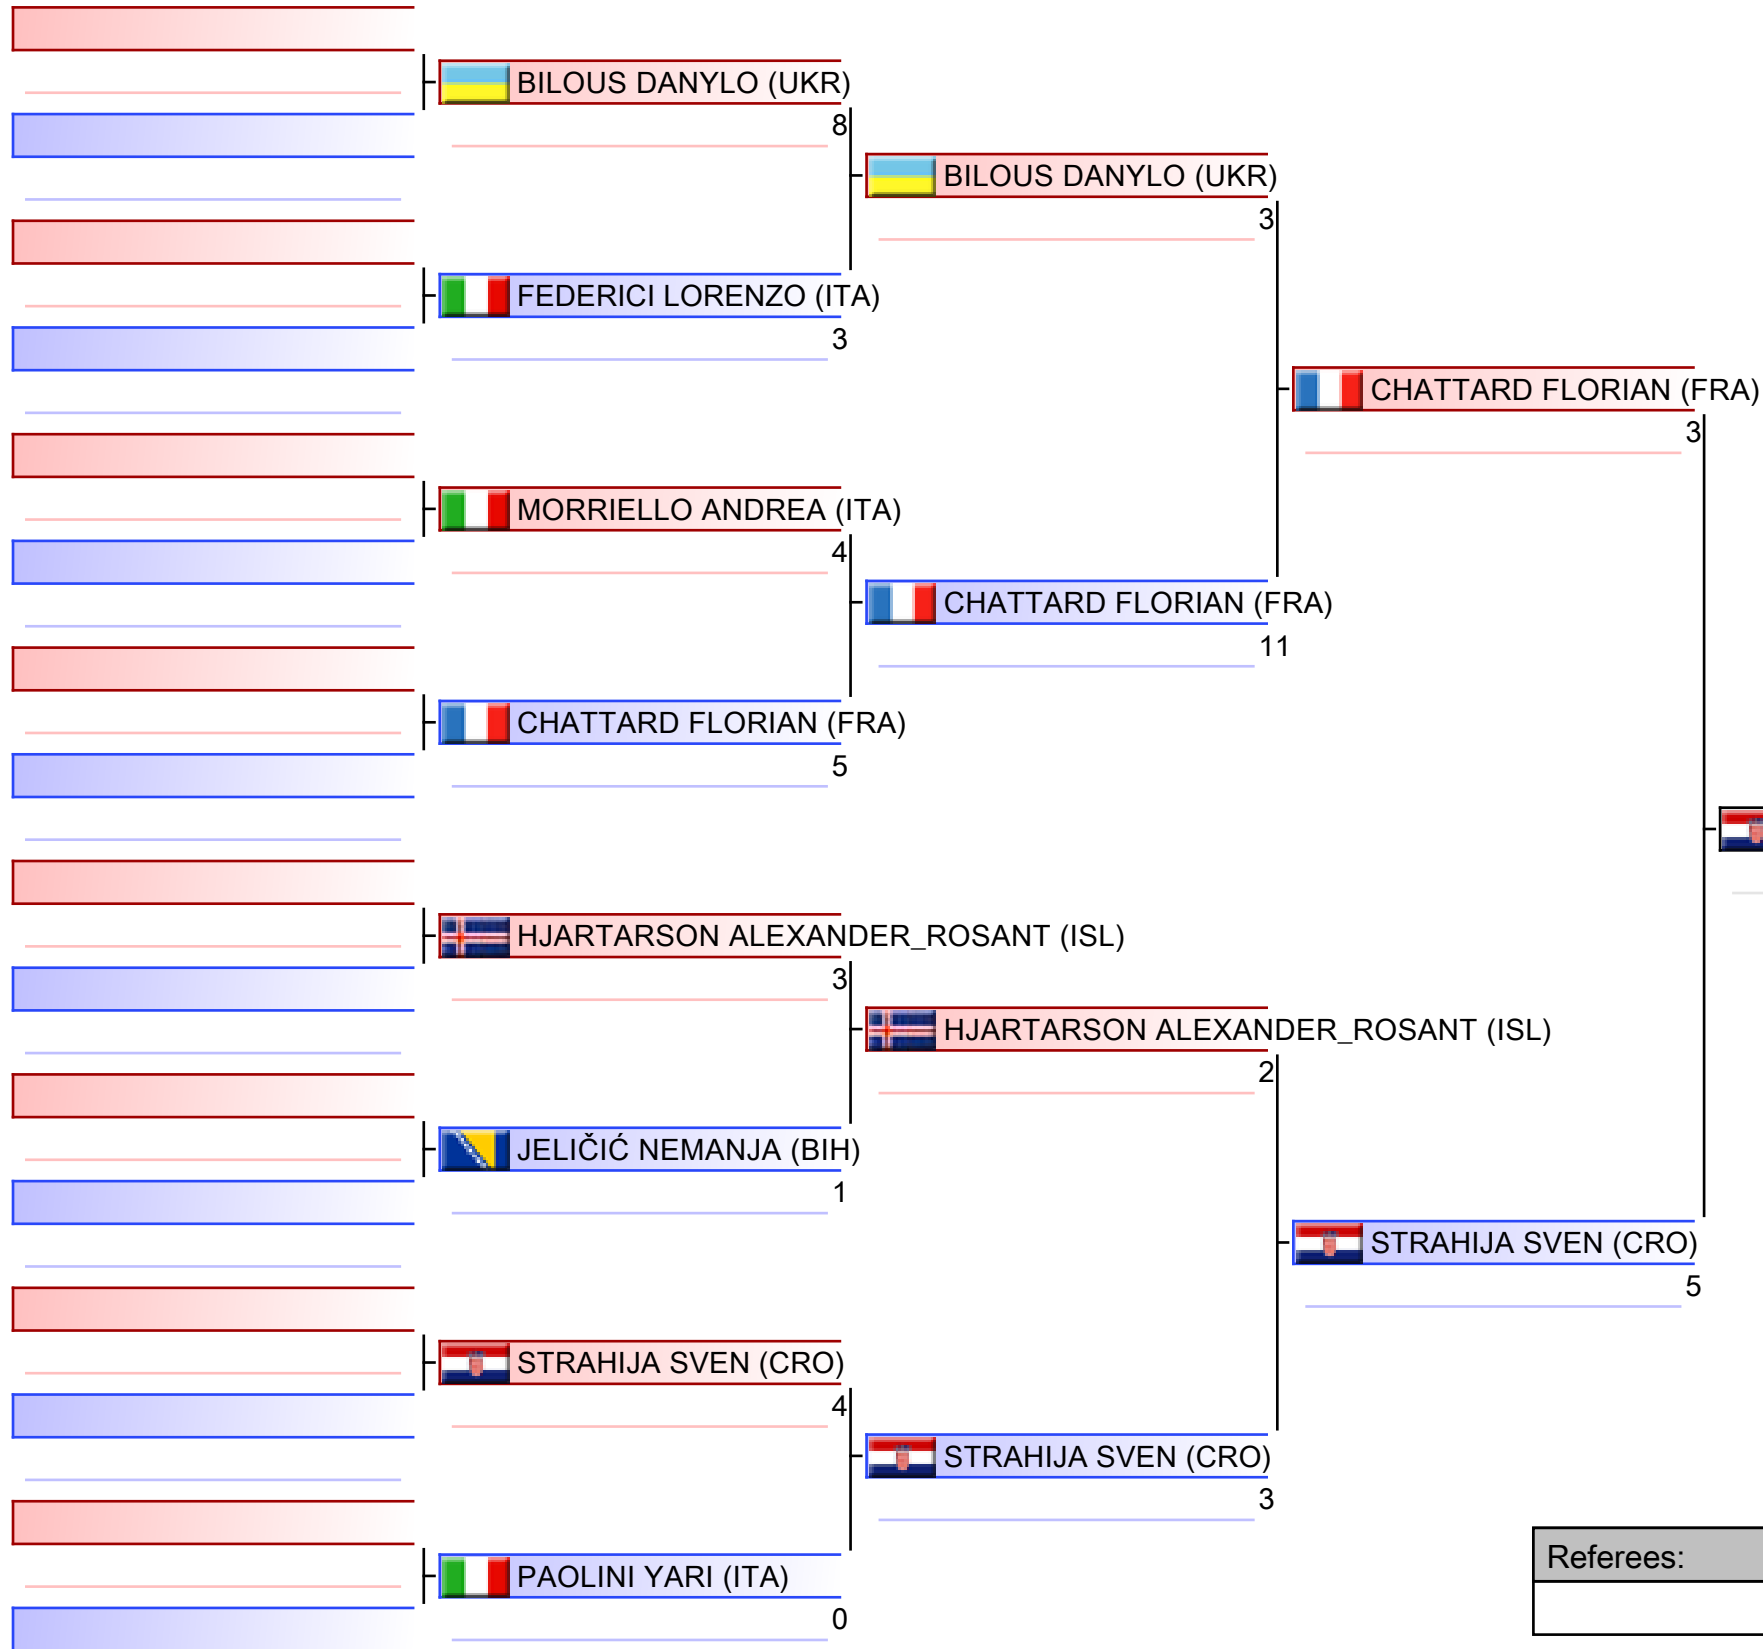 BILOUS DANYLO (UKR)
8
BILOUS DANYLO (UKR)
3
FEDERICI LORENZO (ITA)
3
CHATTARD FLORIAN (FRA)
3
MORRIELLO ANDREA (ITA)
4
CHATTARD FLORIAN (FRA)
11
CHATTARD FLORIAN (FRA)
5
HJARTARSON ALEXANDER_ROSANT (ISL)
3
HJARTARSON ALEXANDER_ROSANT (ISL)
2
JELIČIĆ NEMANJA (BIH)
1
STRAHIJA SVEN (CRO)
5
STRAHIJA SVEN (CRO)
4
STRAHIJA SVEN (CRO)
3
PAOLINI YARI (ITA)
0
Referees: